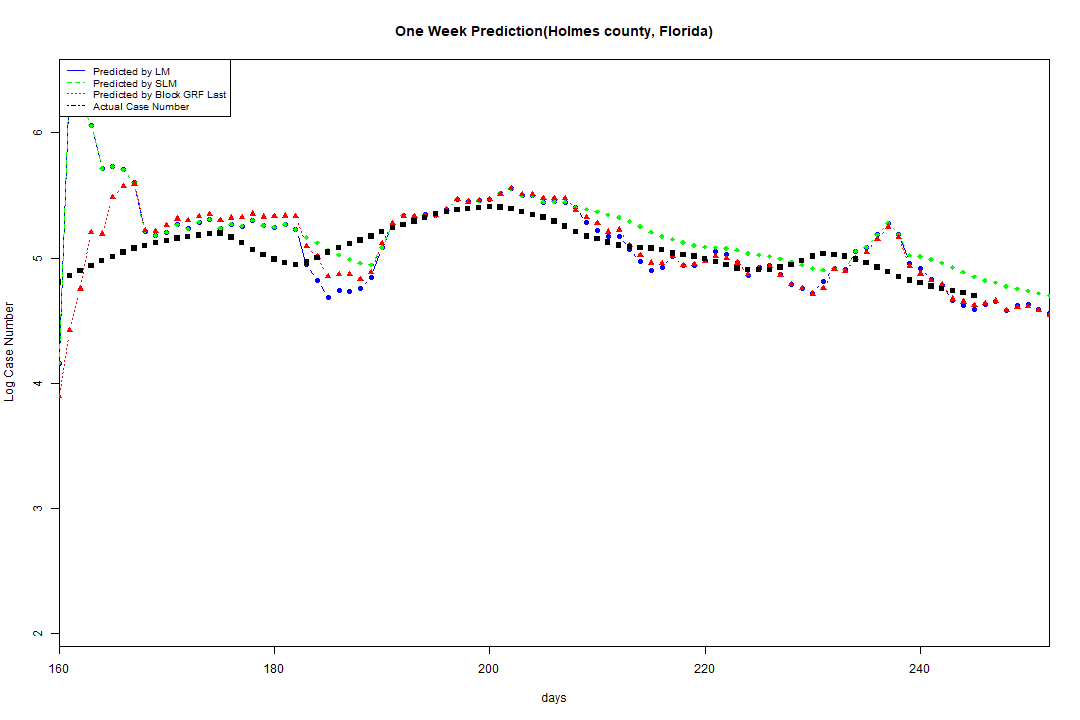 One Week Prediction(Holmes county, Florida)
Predicted by LM
Predicted by SLM
Predicted by Block GRF Last
Actual Case Number
6
5
4
3
2
Log Case Number
160 180 200 220 240
days